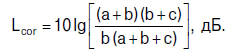 L_cor = 10 lg [ (a+b)(b+c) / b(a+b+c) ], дБ.